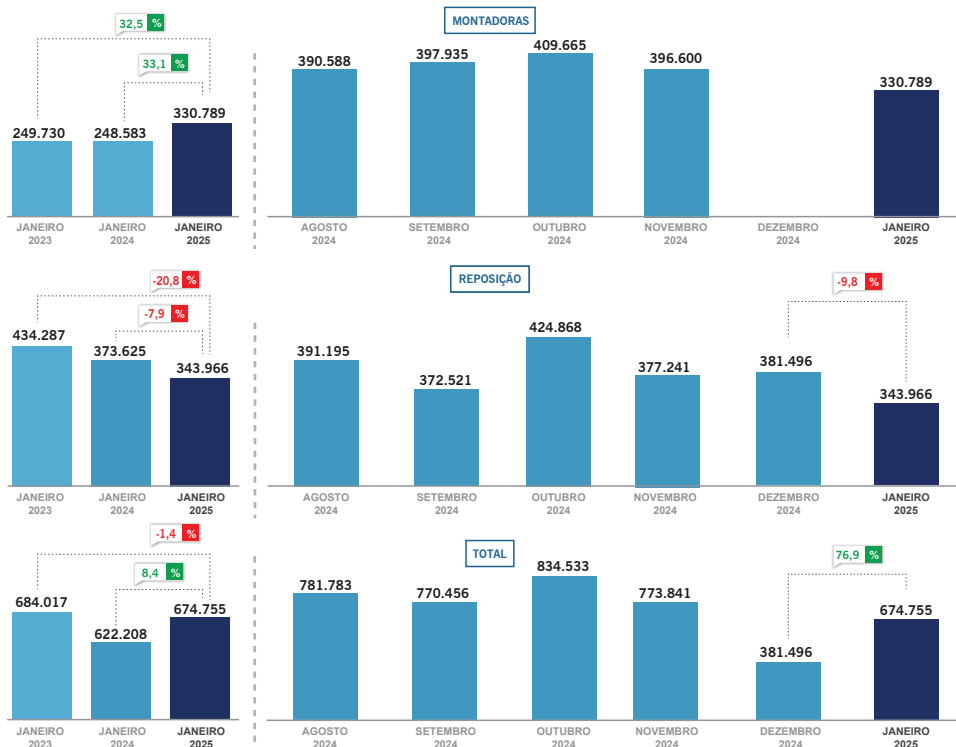 MONTADORAS
32,5 %
33,1 %
249.730
248.583
330.789
JANEIRO
2023
JANEIRO
2024
JANEIRO
2025
390.588
397.935
409.665
396.600
330.789
AGOSTO
2024
SETEMBRO
2024
OUTUBRO
2024
NOVEMBRO
2024
DEZEMBRO
2024
JANEIRO
2025
REPOSIÇÃO
-20,8 %
-7,9 %
434.287
373.625
343.966
JANEIRO
2023
JANEIRO
2024
JANEIRO
2025
-9,8 %
391.195
372.521
424.868
377.241
381.496
343.966
AGOSTO
2024
SETEMBRO
2024
OUTUBRO
2024
NOVEMBRO
2024
DEZEMBRO
2024
JANEIRO
2025
TOTAL
-1,4 %
8,4 %
684.017
622.208
674.755
JANEIRO
2023
JANEIRO
2024
JANEIRO
2025
76,9 %
781.783
770.456
834.533
773.841
381.496
674.755
AGOSTO
2024
SETEMBRO
2024
OUTUBRO
2024
NOVEMBRO
2024
DEZEMBRO
2024
JANEIRO
2025